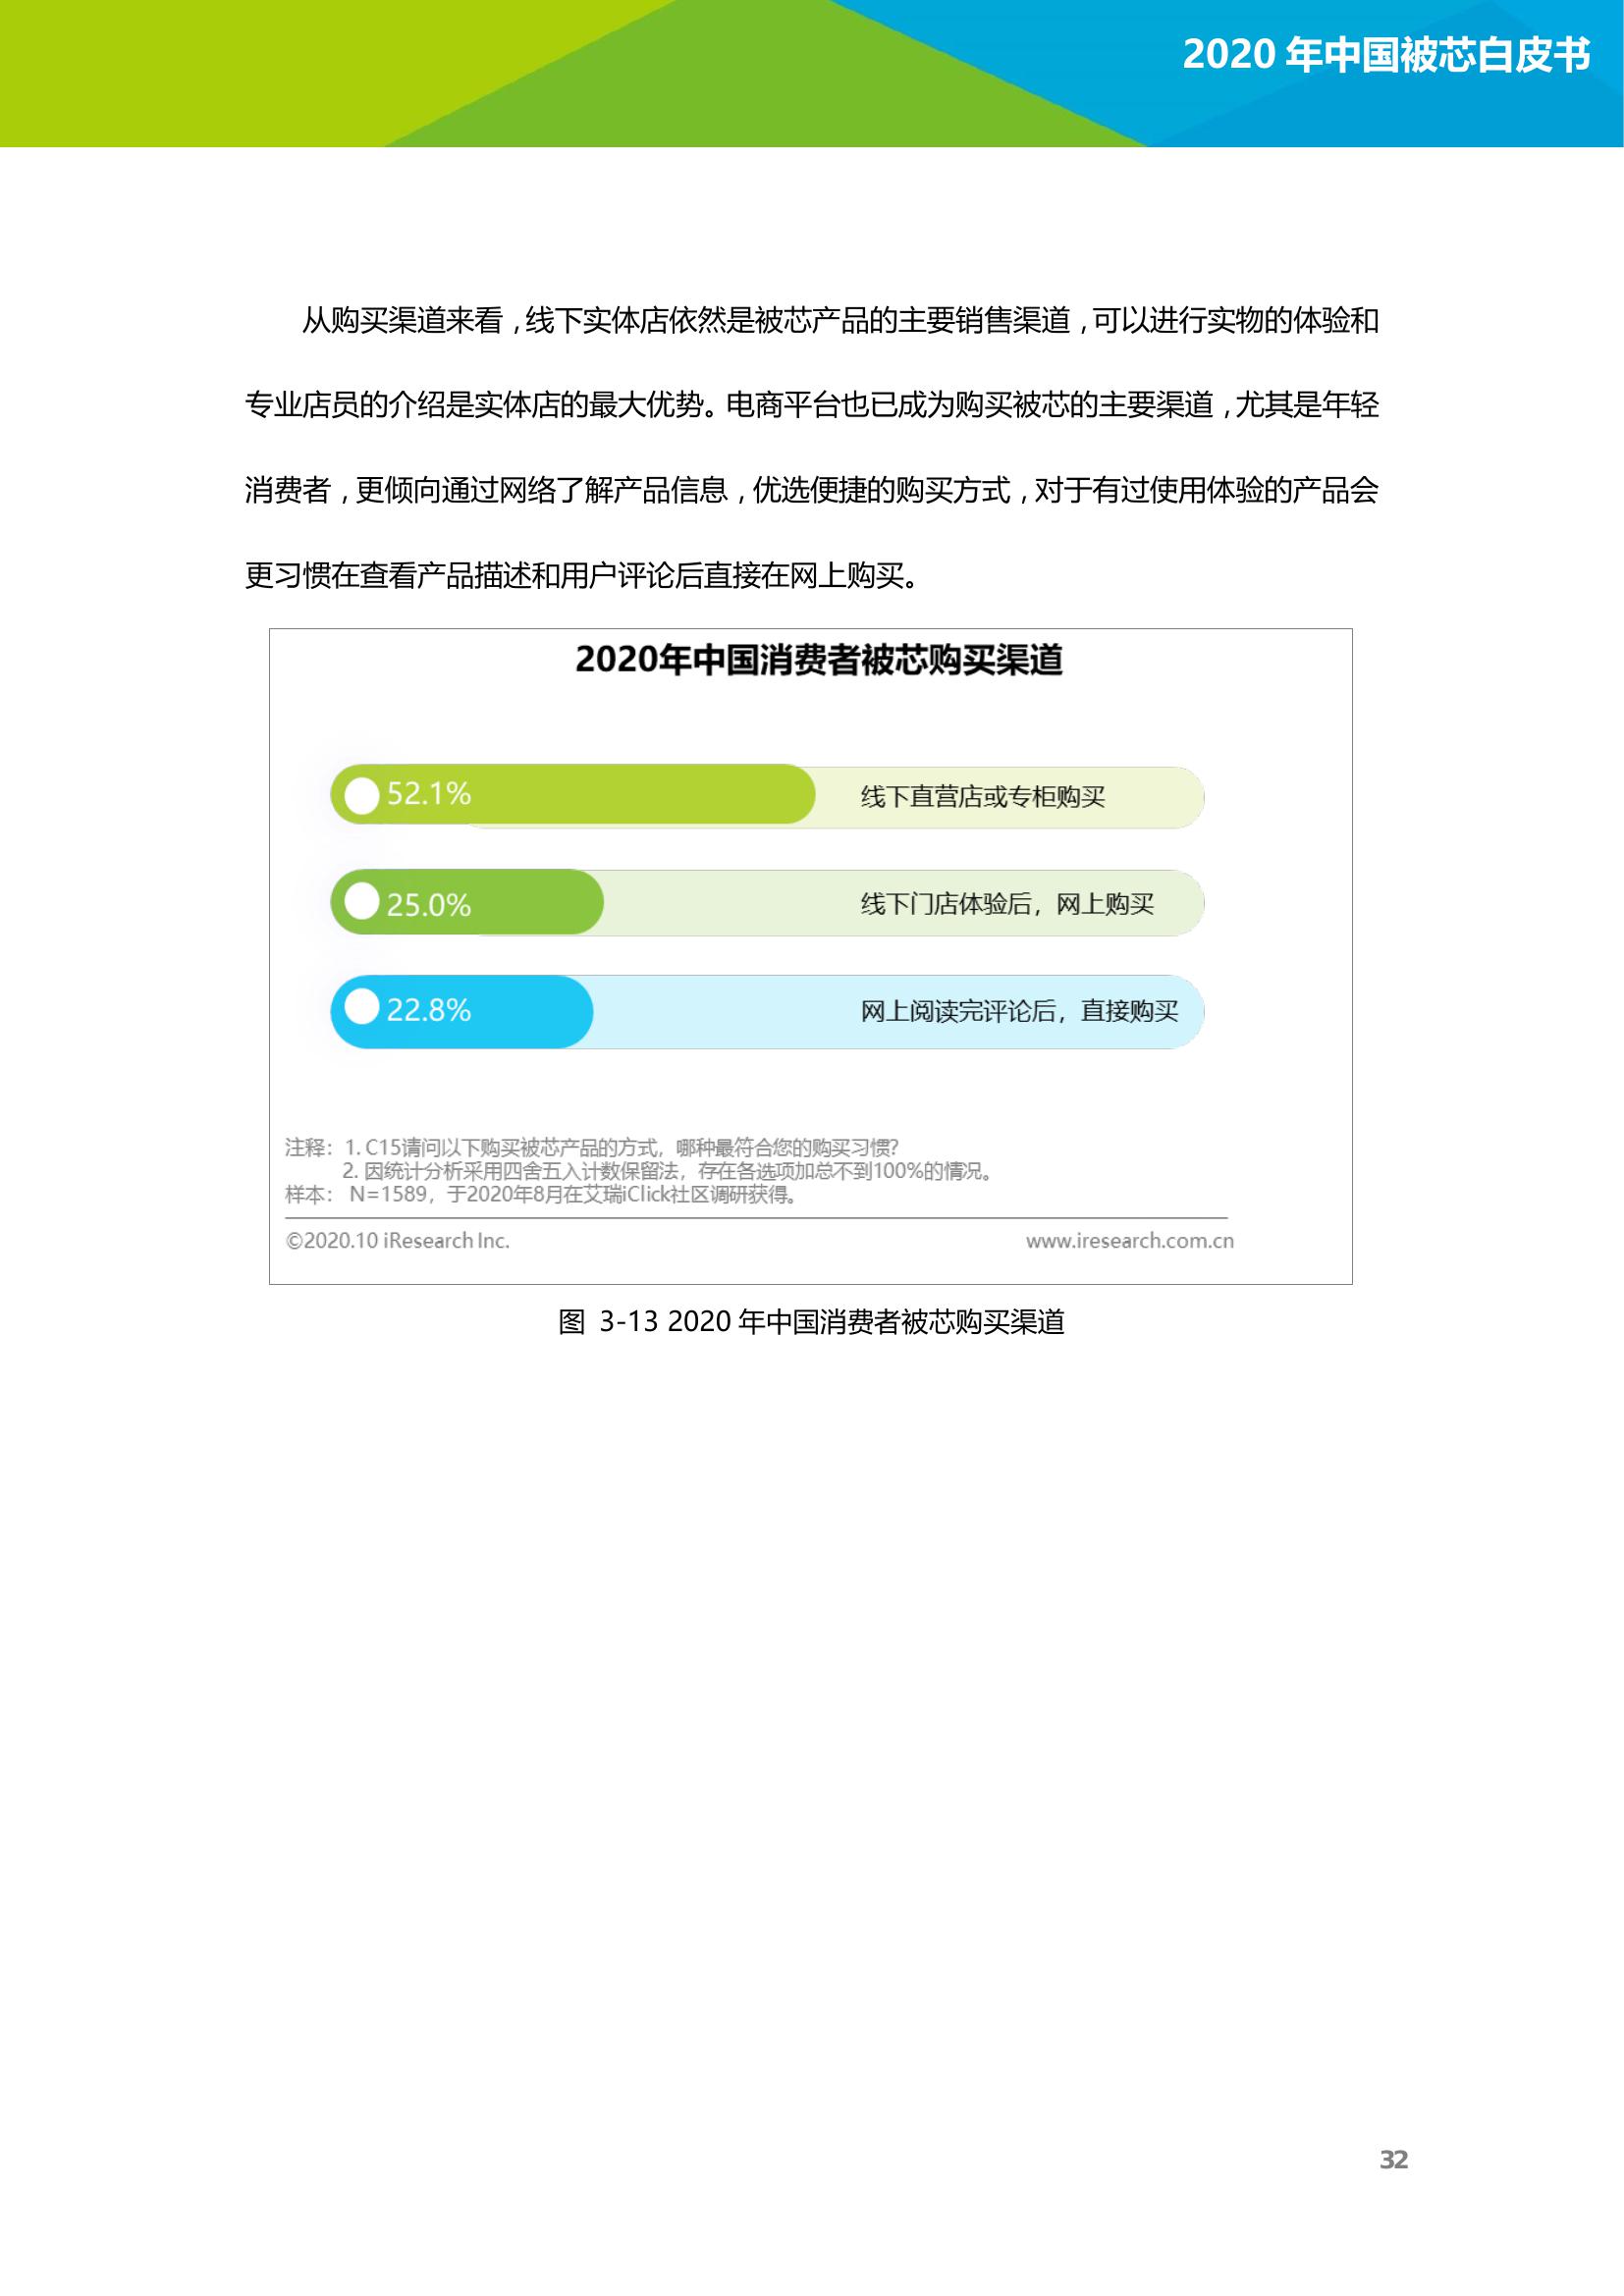 2020 年中国被芯白皮书
从购买渠道来看，线下实体店依然是被芯产品的主要销售渠道，可以进行实物的体验和
专业店员的介绍是实体店的最大优势。电商平台也已成为购买被芯的主要渠道，尤其是年轻
消费者，更倾向通过网络了解产品信息，优选便捷的购买方式，对于有过使用体验的产品会
更习惯在查看产品描述和用户评论后直接在网上购买。
2020年中国消费者被芯购买渠道
52.1% 线下直营店或专柜购买
25.0% 线下门店体验后，网上购买
22.8% 网上阅读完评论后，直接购买
注释：1. C15请问以下购买被芯产品的方式，哪种最符合您的购买习惯?
2. 因统计分析采用四舍五入计数保留法，存在各选项加总不到100%的情况。
样本： N=1589，于2020年8月在艾瑞iClick社区调研获得。
©2020.10 iResearch Inc. www.iresearch.com.cn
图 3-13 2020 年中国消费者被芯购买渠道
32